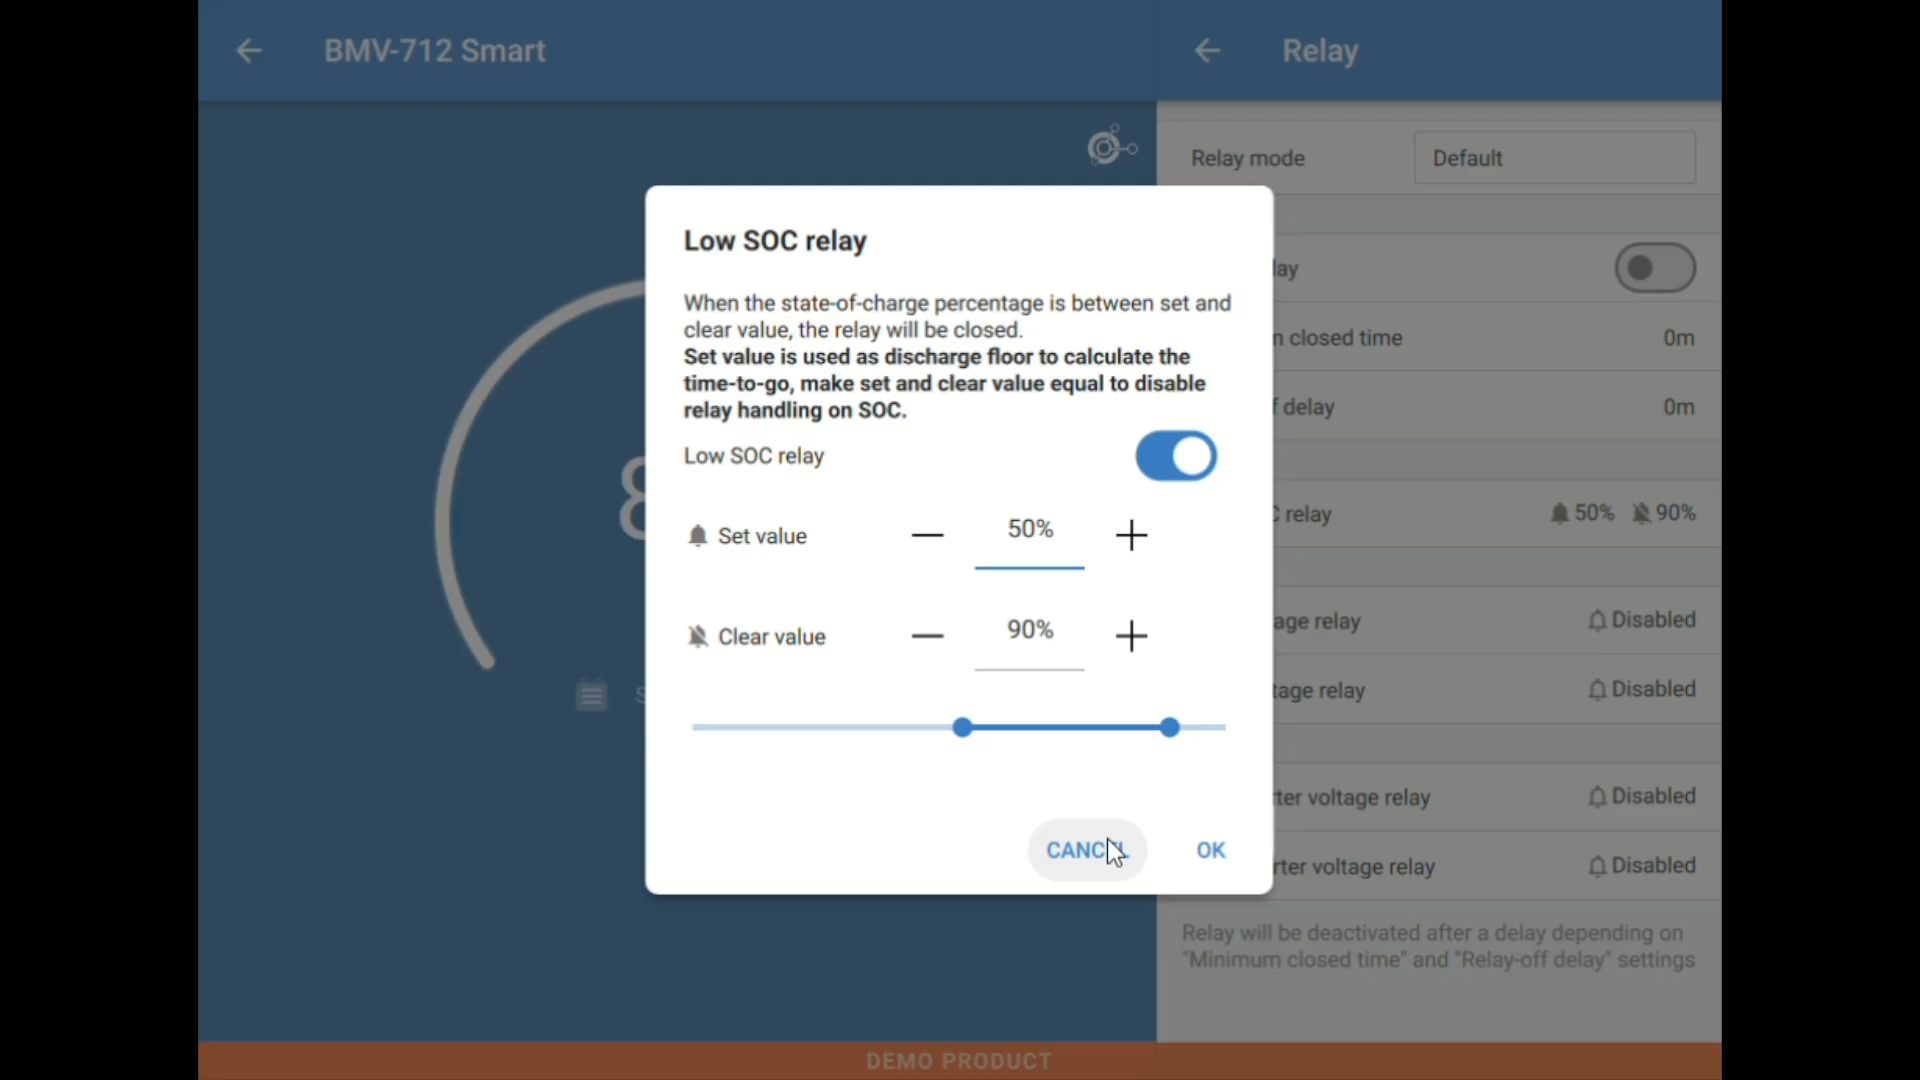 BMV-712 Smart
Relay
Relay mode
Default
Low SOC relay
When the state-of-charge percentage is between set and
clear value, the relay will be closed.
Set value is used as discharge floor to calculate the
time-to-go, make set and clear value equal to disable
relay handling on SOC.
Low SOC relay
Set value
50%
Clear value
90%
CANCEL
OK
lay
n closed time
0m
f delay
0m
C relay
50%
90%
age relay
Disabled
tage relay
Disabled
ter voltage relay
Disabled
rter voltage relay
Disabled
Relay will be deactivated after a delay depending on
"Minimum closed time" and "Relay-off delay" settings
8
S
DEMO PRODUCT